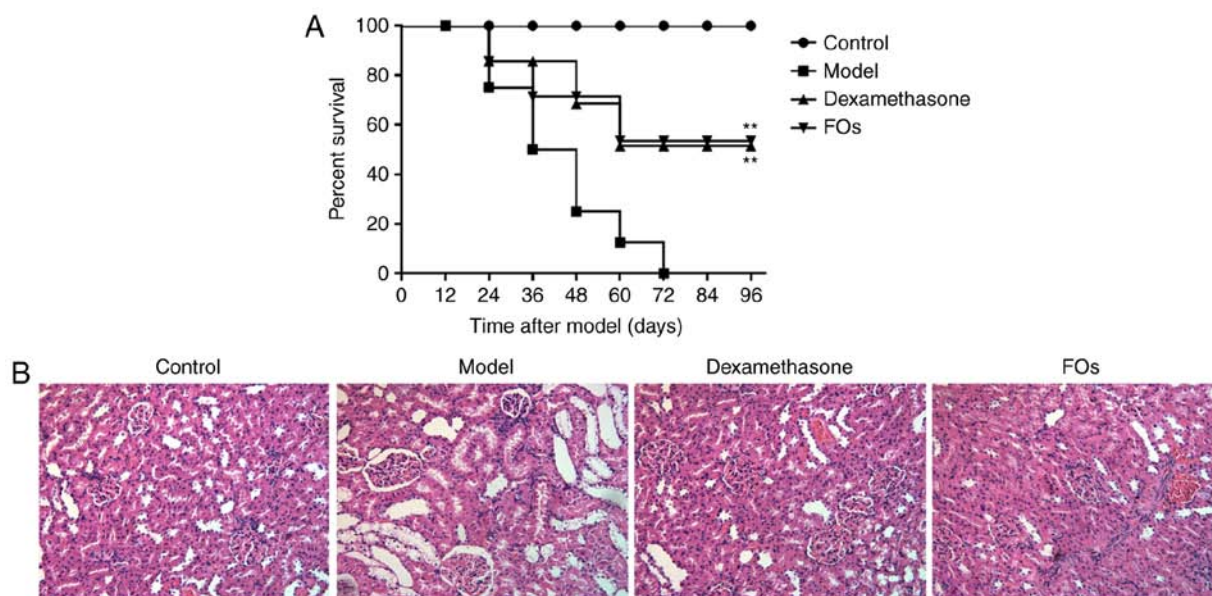 A
100
80
60
40
20
0
Percent survival
0 12 24 36 48 60 72 84 96
Time after model (days)
**
**
Control
Model
Dexamethasone
FOs
B
Control Model Dexamethasone FOs